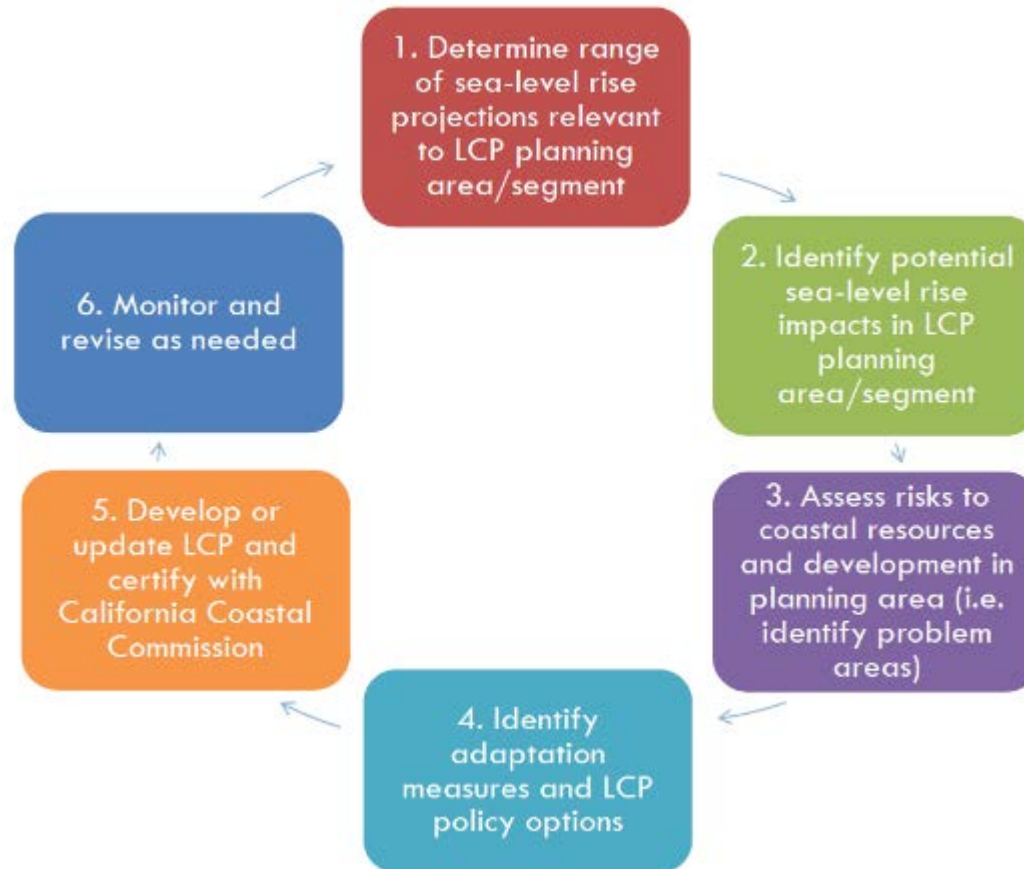 1. Determine range
of sea-level rise
projections relevant
to LCP planning
area/segment
2. Identify potential
sea-level rise
impacts in LCP
planning
area/segment
3. Assess risks to
coastal resources
and development in
planning area (i.e.
identify problem
areas)
4. Identify
adaptation
measures and LCP
policy options
5. Develop or
update LCP and
certify with
California Coastal
Commission
6. Monitor and
revise as needed